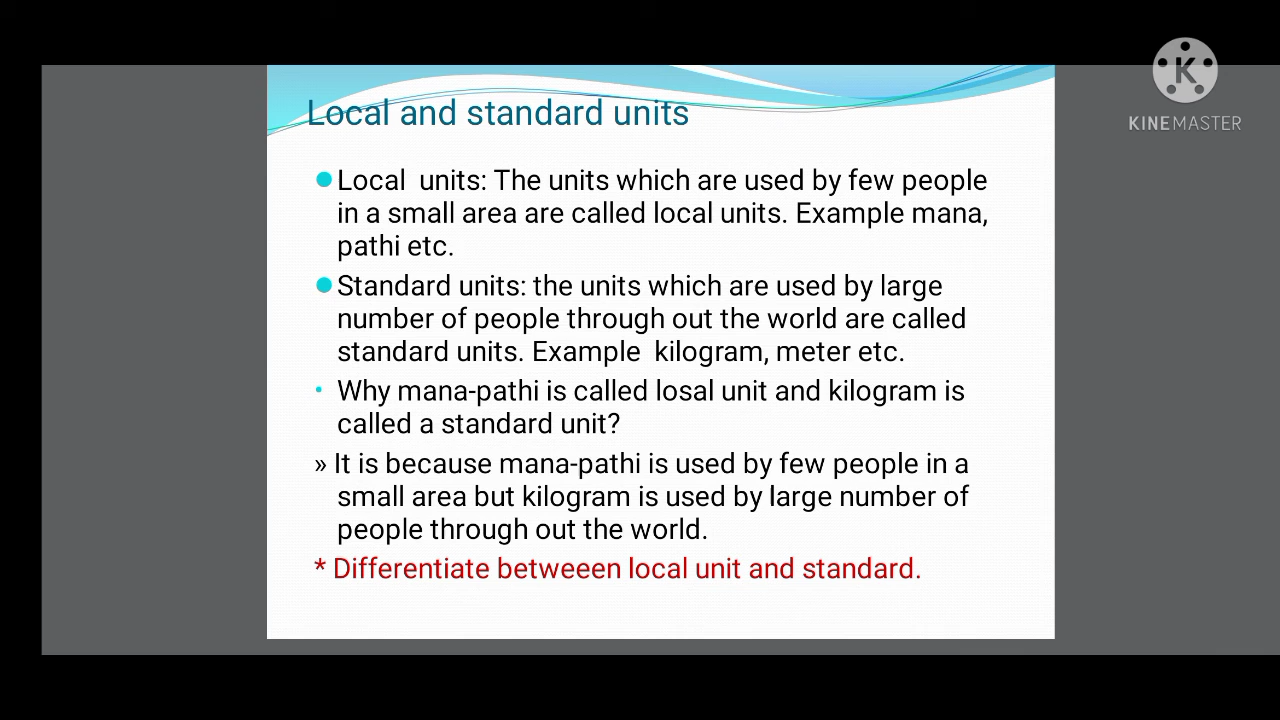 KINEMASTER
Local and standard units
Local units: The units which are used by few people
in a small area are called local units. Example mana,
pathi etc.
Standard units: the units which are used by large
number of people through out the world are called
standard units. Example kilogram, meter etc.
• Why mana-pathi is called losal unit and kilogram is
called a standard unit?
» It is because mana-pathi is used by few people in a
small area but kilogram is used by large number of
people through out the world.
* Differentiate betweeen local unit and standard.